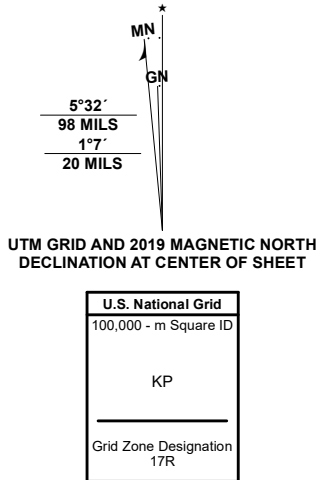 ★
MN
GN
5°32´
98 MILS
1°7´
20 MILS
UTM GRID AND 2019 MAGNETIC NORTH
DECLINATION AT CENTER OF SHEET
U.S. National Grid
100,000 - m Square ID
KP
Grid Zone Designation
17R